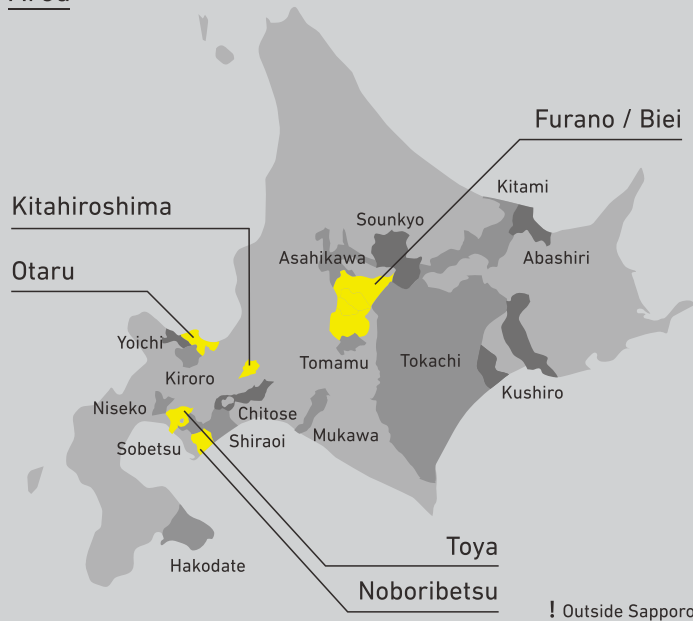 Furano / Biei
Kitami
Kitahiroshima
Sounkyo
Asahikawa
Abashiri
Otaru
Yoichi
Tomamu
Tokachi
Kiroro
Kushiro
Niseko
Chitose
Mukawa
Shiraoi
Sobetsu
Toya
Hakodate
Noboribetsu
! Outside Sapporo